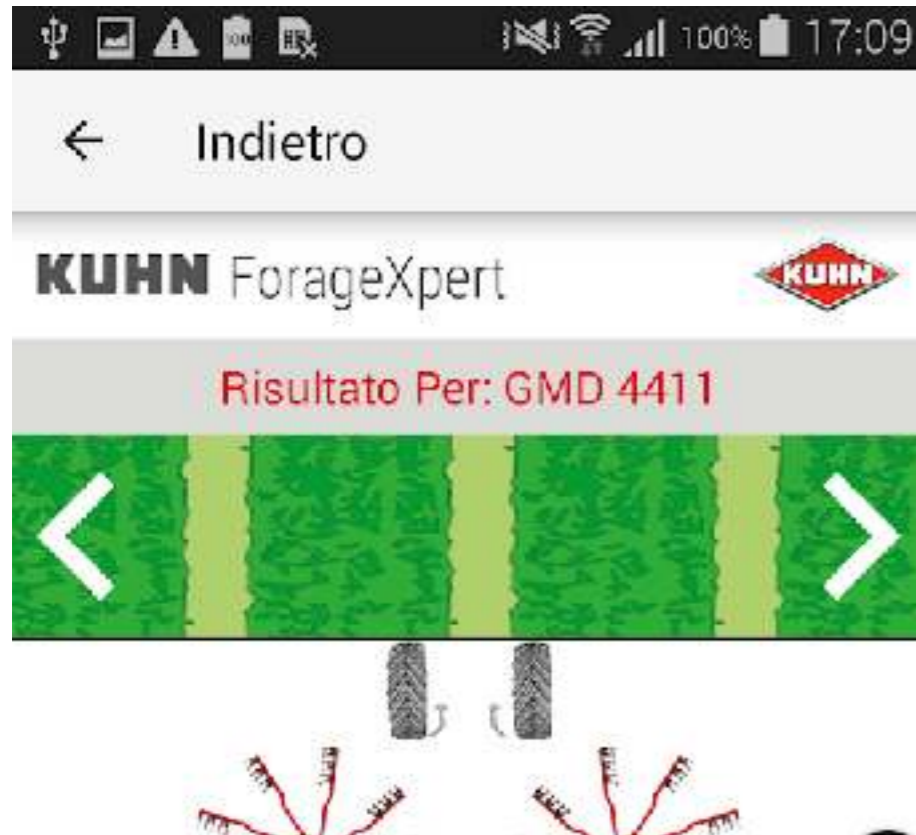 100% 17:09
Indietro
KUHN ForageXpert
KUHN
Risultato Per: GMD 4411